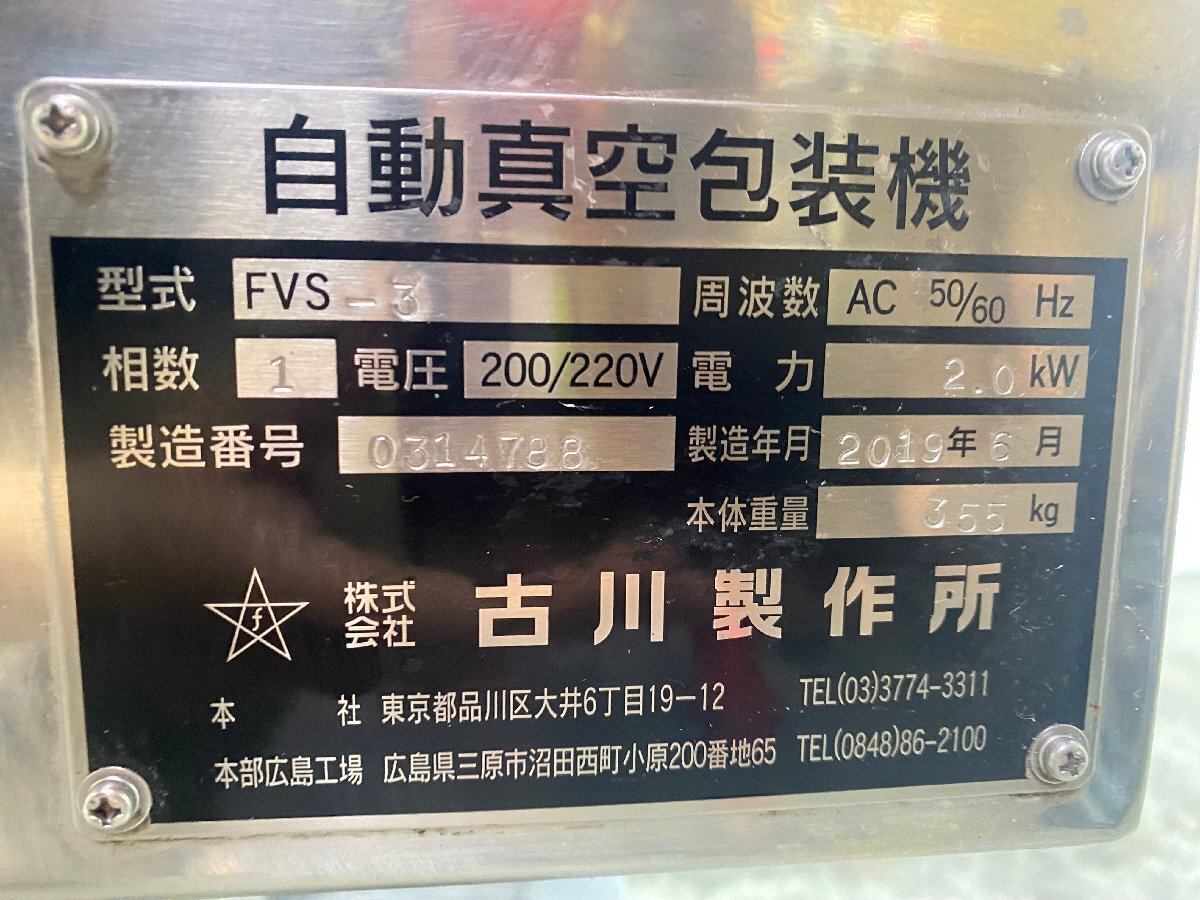 自動真空包装機
型式 FVS-3 周波数 AC 50/60 Hz
相数 1 電圧 200/220V 電力 2.0 kW
製造番号 0314788 製造年月 2019年6月
本体重量 355 kg
f 株式会社 古川製作所
本社 東京都品川区大井6丁目19-12 TEL(03)3774-3311
本部広島工場 広島県三原市沼田西町小原200番地65 TEL(0848)86-2100